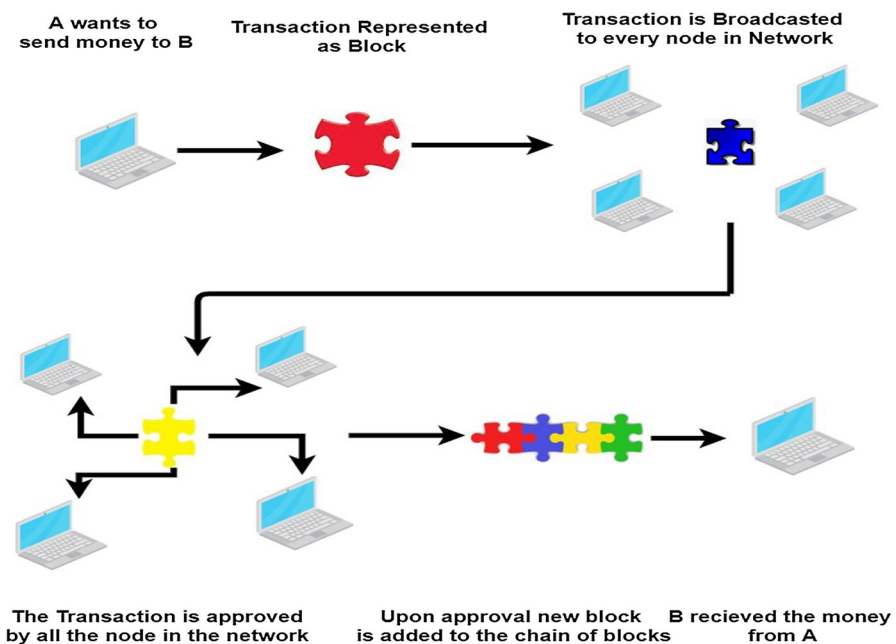 A wants to
send money to B
Transaction Represented
as Block
Transaction is Broadcasted
to every node in Network
The Transaction is approved
by all the node in the network
Upon approval new block
is added to the chain of blocks
B recieved the money
from A